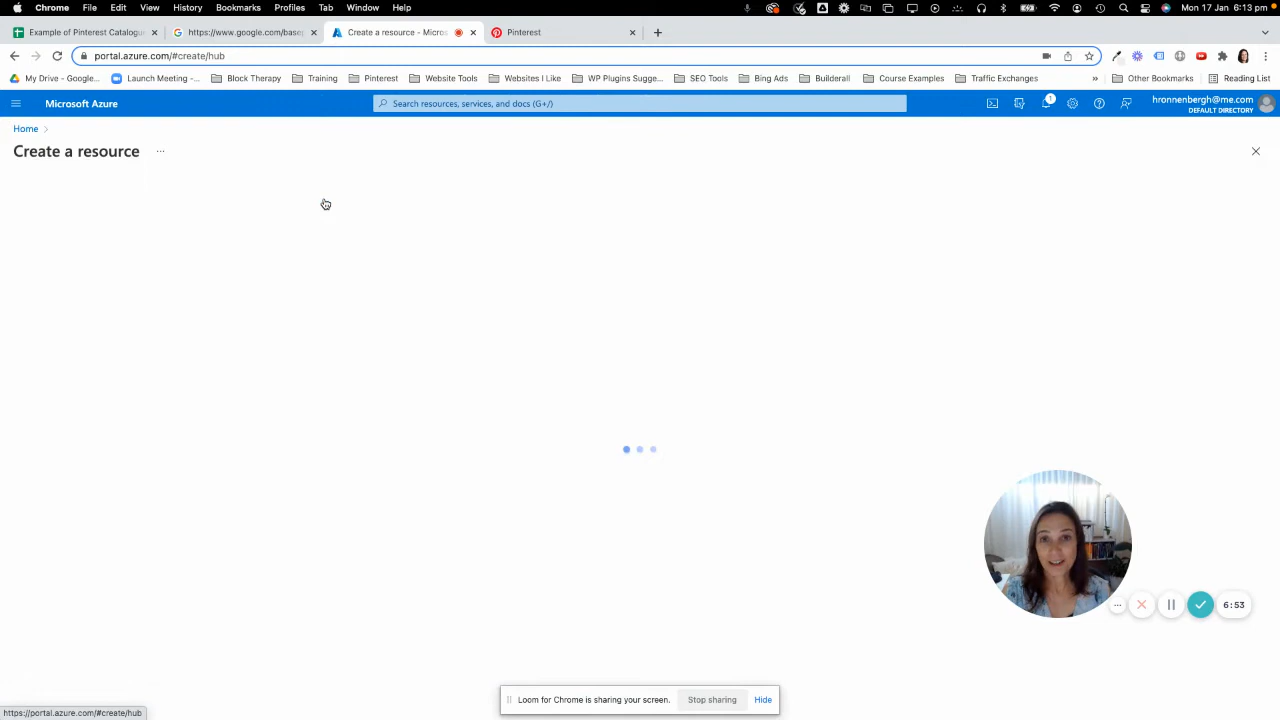 Chrome File Edit View History Bookmarks Profiles Tab Window Help Mon 17 Jan 6:13 pm
Example of Pinterest Catalogu https://www.google.com/basep Create a resource - Micros Pinterest
portal.azure.com/#create/hub
My Drive - Google... Launch Meeting -... Block Therapy Training Pinterest Website Tools Websites I Like WP Plugins Sugge... SEO Tools Bing Ads Builderall Course Examples Traffic Exchanges » Other Bookmarks Reading List
Microsoft Azure Search resources, services, and docs (G+/) 1 hronnenbergh@me.com
DEFAULT DIRECTORY
Home >
Create a resource ...
6:53
Loom for Chrome is sharing your screen. Stop sharing Hide
https://portal.azure.com/#create/hub